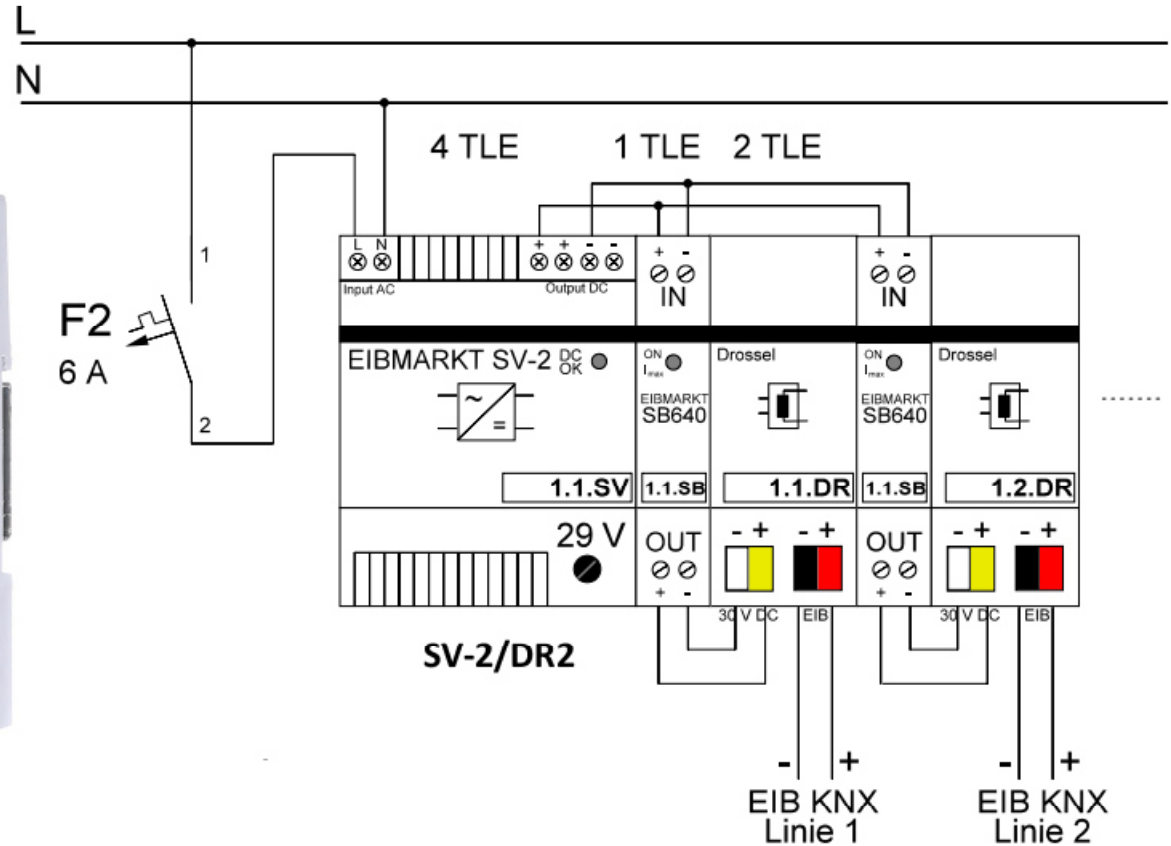 L
N
4 TLE 1 TLE 2 TLE
1
F2
6 A
2
L N + + - - + - + -
Input AC Output DC IN IN
EIBMARKT SV-2 DC OK ON Imax Drossel ON Imax Drossel
EIBMARKT SB640 EIBMARKT SB640
~ =
1.1.SV 1.1.SB 1.1.DR 1.1.SB 1.2.DR
29 V OUT - + - + OUT - + - +
+ - 30 V DC EIB + - 30 V DC EIB
SV-2/DR2
- + - +
EIB KNX EIB KNX
Linie 1 Linie 2